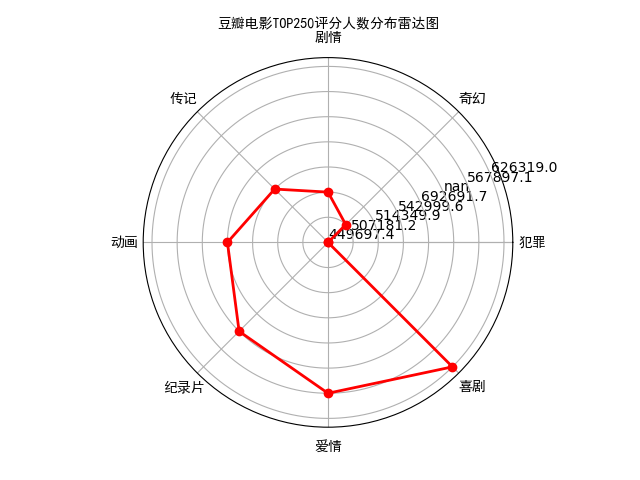 豆瓣电影TOP250评分人数分布雷达图
剧情
传记
奇幻
626319.0
567897.1
nan
692691.7
542999.6
514349.9
507181.2
449697.4
动画
犯罪
纪录片
喜剧
爱情